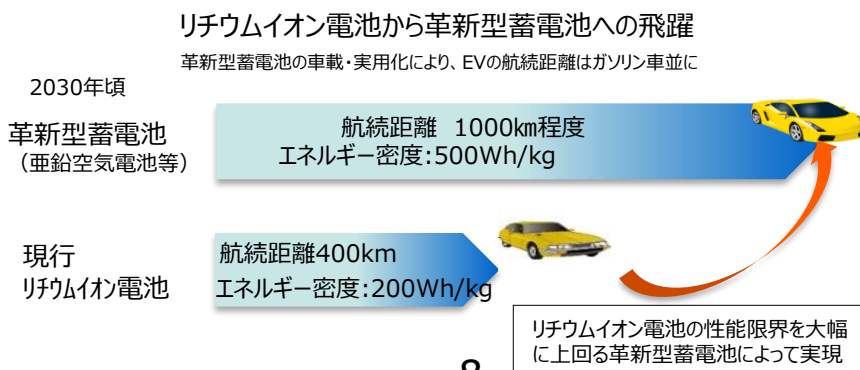 リチウムイオン電池から革新型蓄電池への飛躍
革新型蓄電池の車載・実用化により、EVの航続距離はガソリン車並に
2030年頃
革新型蓄電池
（亜鉛空気電池等）
航続距離 1000㎞程度
エネルギー密度:500Wh/kg
現行
リチウムイオン電池
航続距離400km
エネルギー密度:200Wh/kg
リチウムイオン電池の性能限界を大幅
に上回る革新型蓄電池によって実現